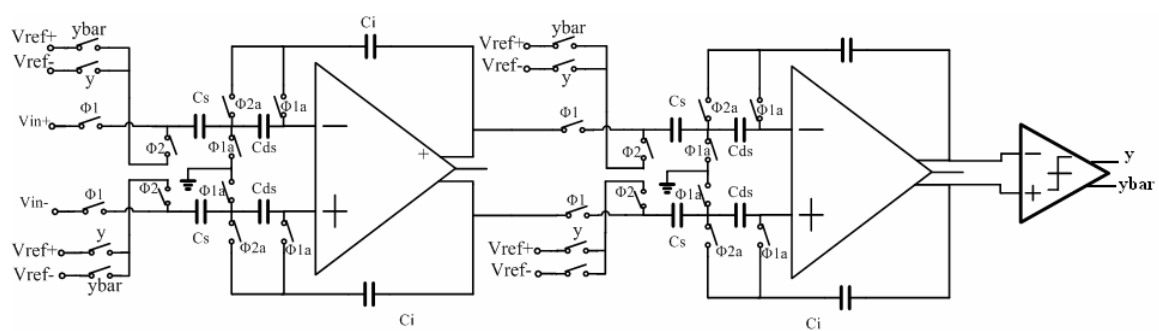 Ci
Vref+ ybar
Vref- y
Vin+ Φ1
Cs Φ2a Φ1a
Φ2 Φ1a Cds
+
Φ2 Φ1a Cds
Vin- Φ1
Cs Φ2a Φ1a
Vref+ y
Vref- ybar
Ci
Vref+ ybar
Vref- y
Φ1
Cs Φ2a Φ1a
Φ2 Φ1a Cds
Φ2 Φ1a Cds
Φ1
Cs Φ2a Φ1a
Vref+ y
Vref-
Ci
− +
− +
− +
y
ybar